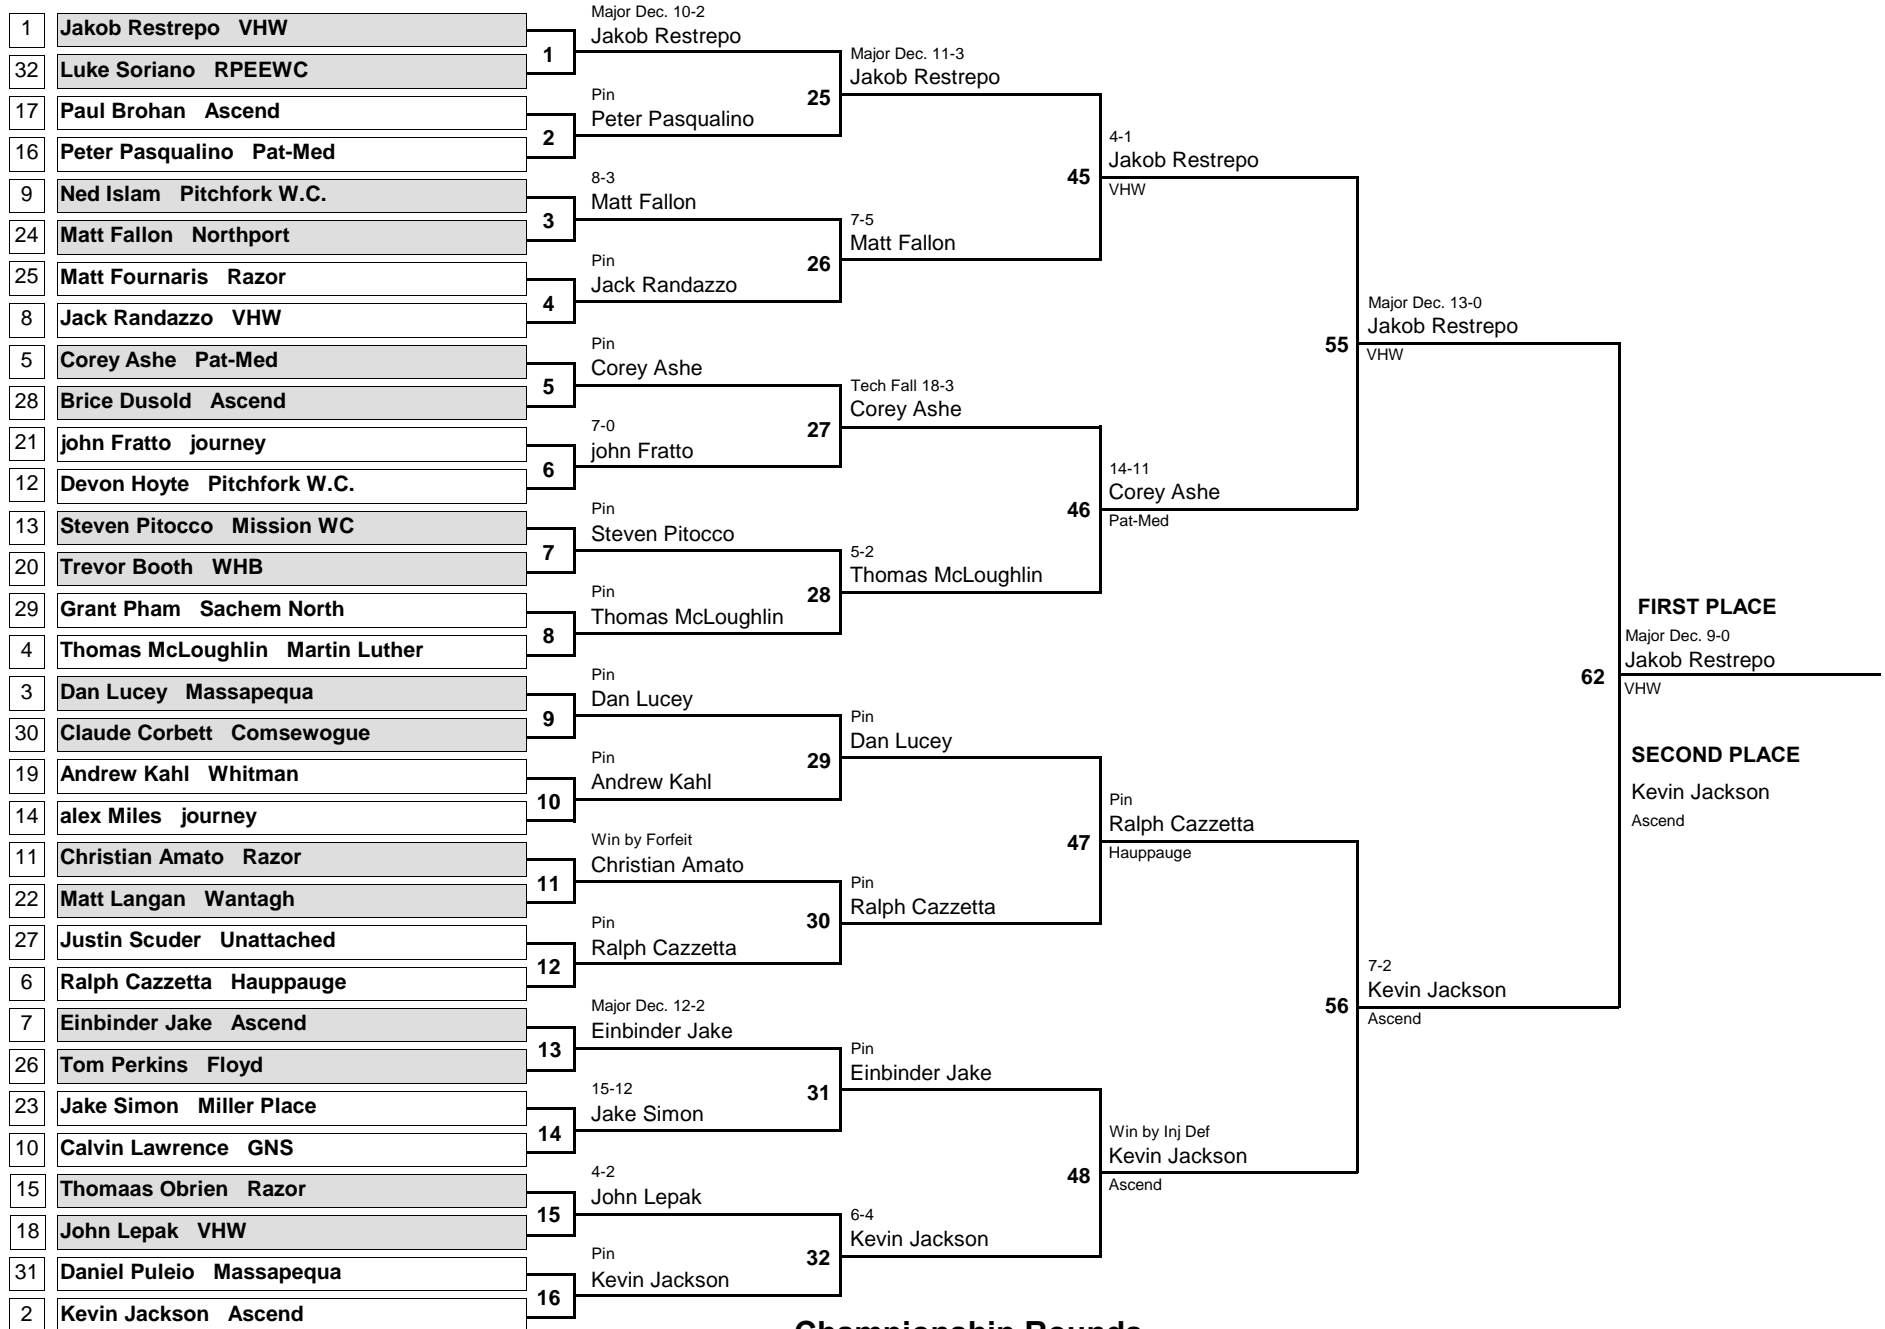 1 Jakob Restrepo VHW
32 Luke Soriano RPEEWC
17 Paul Brohan Ascend
16 Peter Pasqualino Pat-Med
9 Ned Islam Pitchfork W.C.
24 Matt Fallon Northport
25 Matt Fournaris Razor
8 Jack Randazzo VHW
5 Corey Ashe Pat-Med
28 Brice Dusold Ascend
21 john Fratto journey
12 Devon Hoyte Pitchfork W.C.
13 Steven Pitocco Mission WC
20 Trevor Booth WHB
29 Grant Pham Sachem North
4 Thomas McLoughlin Martin Luther
3 Dan Lucey Massapequa
30 Claude Corbett Comsewogue
19 Andrew Kahl Whitman
14 alex Miles journey
11 Christian Amato Razor
22 Matt Langan Wantagh
27 Justin Scuder Unattached
6 Ralph Cazzetta Hauppauge
7 Einbinder Jake Ascend
26 Tom Perkins Floyd
23 Jake Simon Miller Place
10 Calvin Lawrence GNS
15 Thomaas Obrien Razor
18 John Lepak VHW
31 Daniel Puleio Massapequa
2 Kevin Jackson Ascend
Major Dec. 10-2
Jakob Restrepo
1
Pin
Peter Pasqualino
2
8-3
Matt Fallon
3
Pin
Jack Randazzo
4
Pin
Corey Ashe
5
7-0
john Fratto
6
Pin
Steven Pitocco
7
Pin
Thomas McLoughlin
8
Pin
Dan Lucey
9
Pin
Andrew Kahl
10
Win by Forfeit
Christian Amato
11
Pin
Ralph Cazzetta
12
Major Dec. 12-2
Einbinder Jake
13
15-12
Jake Simon
14
4-2
John Lepak
15
Pin
Kevin Jackson
16
Major Dec. 11-3
Jakob Restrepo
25
7-5
Matt Fallon
26
Tech Fall 18-3
Corey Ashe
27
5-2
Thomas McLoughlin
28
Pin
Dan Lucey
29
Pin
Ralph Cazzetta
30
Pin
Einbinder Jake
31
6-4
Kevin Jackson
32
4-1
Jakob Restrepo
45
VHW
14-11
Corey Ashe
46
Pat-Med
Pin
Ralph Cazzetta
47
Hauppauge
Win by Inj Def
Kevin Jackson
48
Ascend
Major Dec. 13-0
Jakob Restrepo
55
VHW
7-2
Kevin Jackson
56
Ascend
FIRST PLACE
Major Dec. 9-0
Jakob Restrepo
62
VHW
SECOND PLACE
Kevin Jackson
Ascend
Championship Rounds